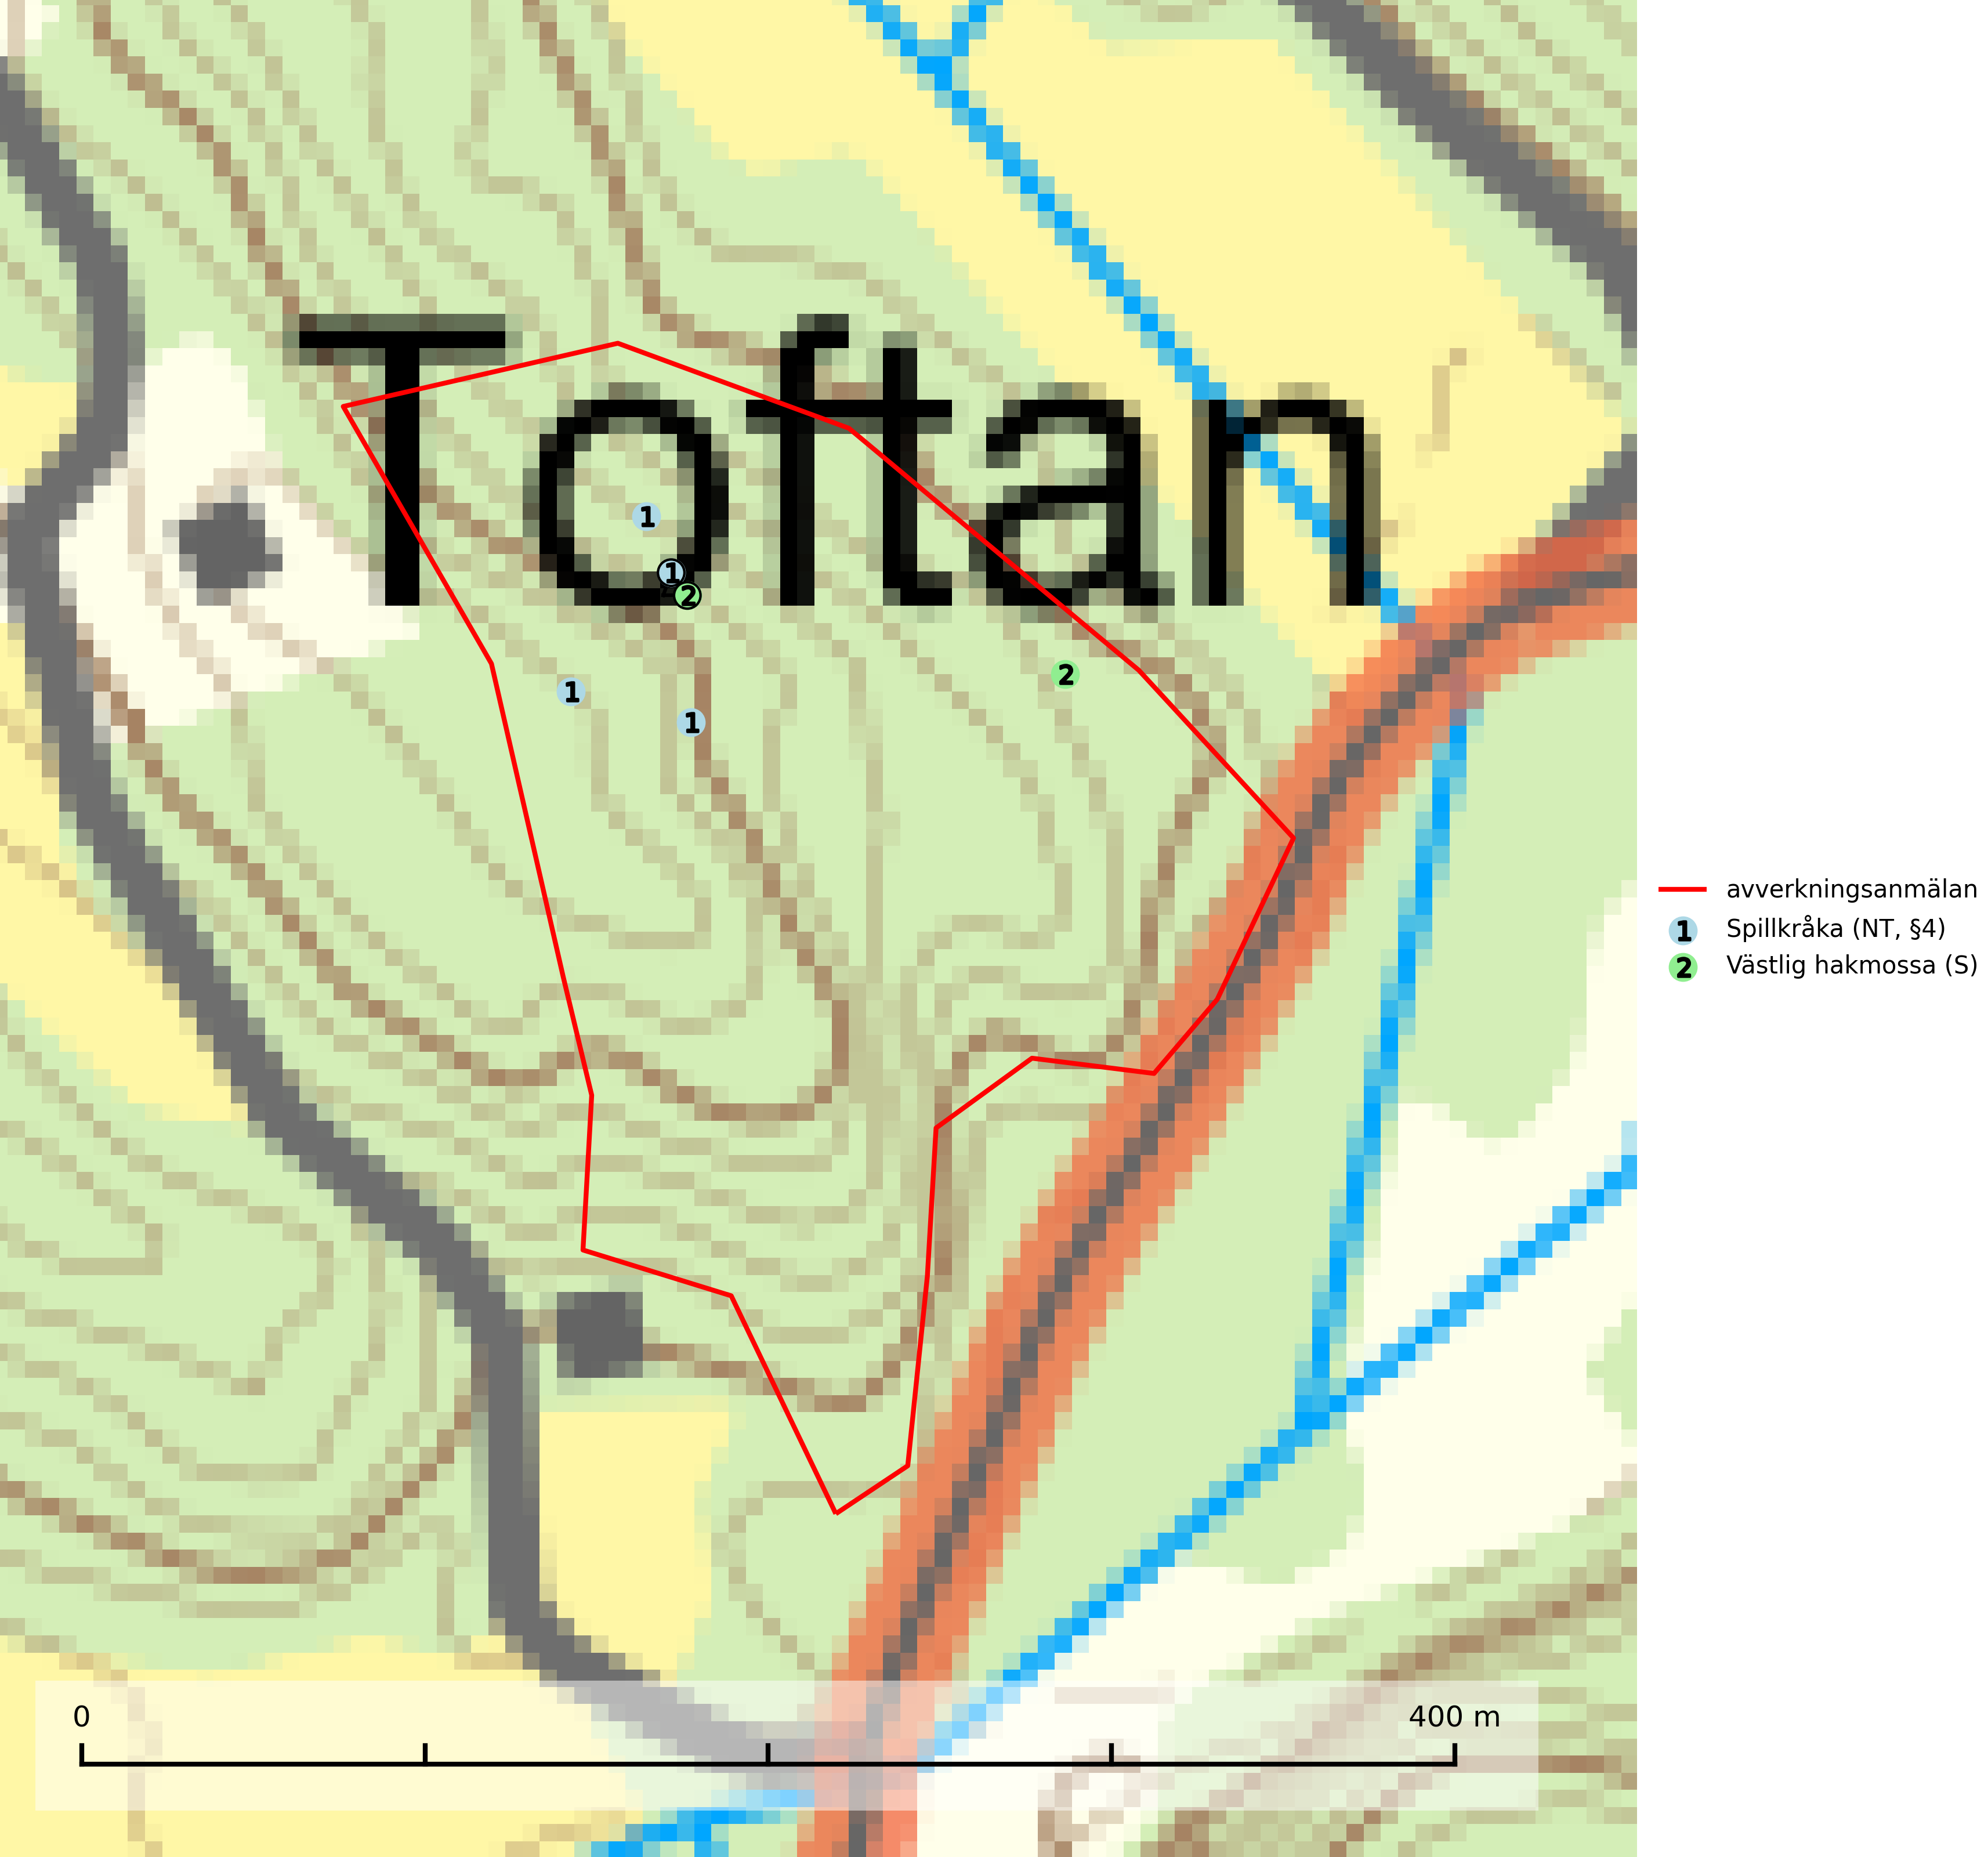 Toftan
1
1
2
1
2
1
avverkningsanmälan
1 Spillkråka (NT, §4)
2 Västlig hakmossa (S)
0 400 m